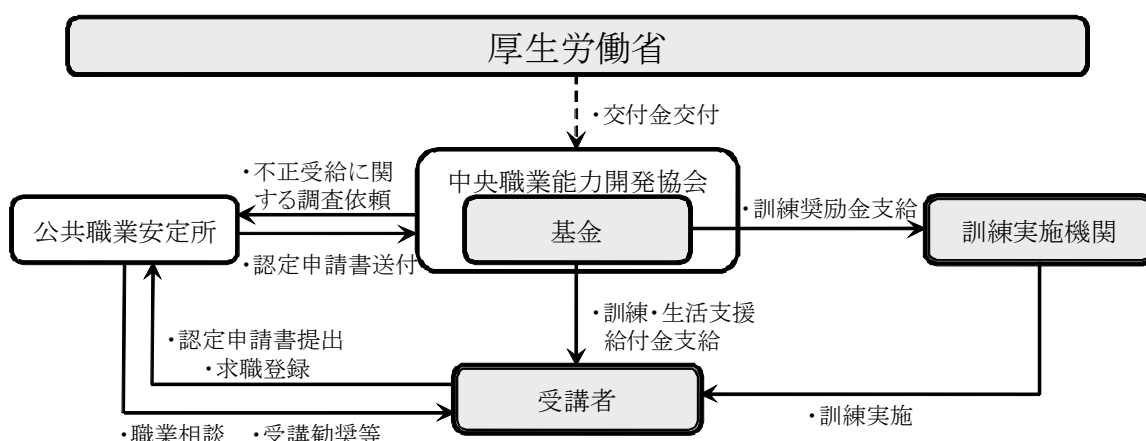 厚生労働省
・交付金交付
・不正受給に関
する調査依頼
中央職業能力開発協会
・訓練奨励金支給
公共職業安定所
基金
訓練実施機関
・認定申請書送付
・訓練・生活支援
給付金支給
・認定申請書提出
・求職登録
受講者
・訓練実施
・職業相談 ・受講勧奨等